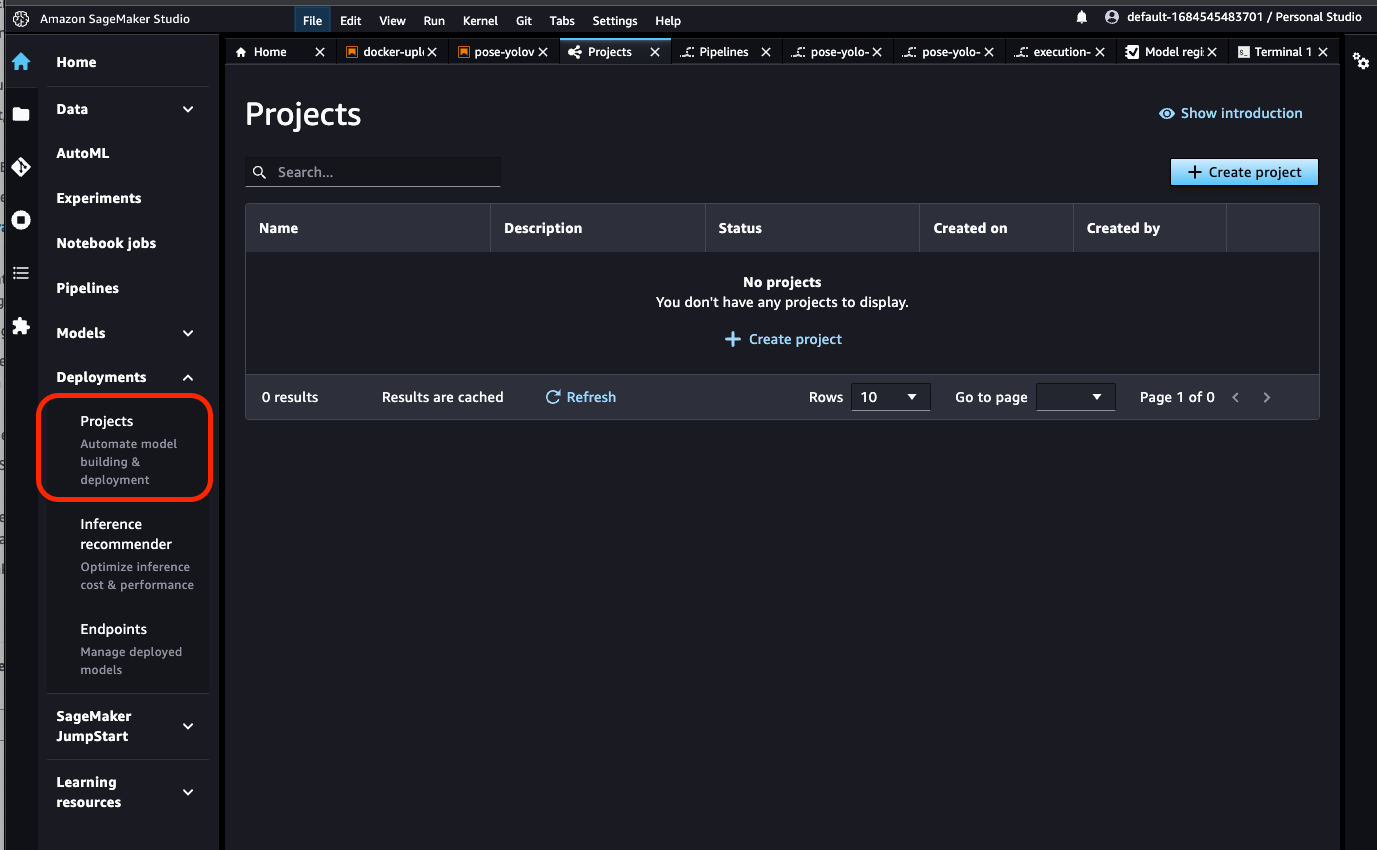 Amazon SageMaker Studio
File Edit View Run Kernel Git Tabs Settings Help
default-1684545483701 / Personal Studio
Home
docker-upl
pose-yolov
Projects
Pipelines
pose-yolo-
pose-yolo-
execution-
Model regi
Terminal 1
Home
Data
AutoML
Experiments
Notebook jobs
Pipelines
Models
Deployments
Projects
Automate model
building &
deployment
Inference
recommender
Optimize inference
cost & performance
Endpoints
Manage deployed
models
SageMaker
JumpStart
Learning
resources
Projects
Show introduction
Search...
Create project
Name Description Status Created on Created by
No projects
You don't have any projects to display.
Create project
0 results Results are cached Refresh Rows 10 Go to page Page 1 of 0